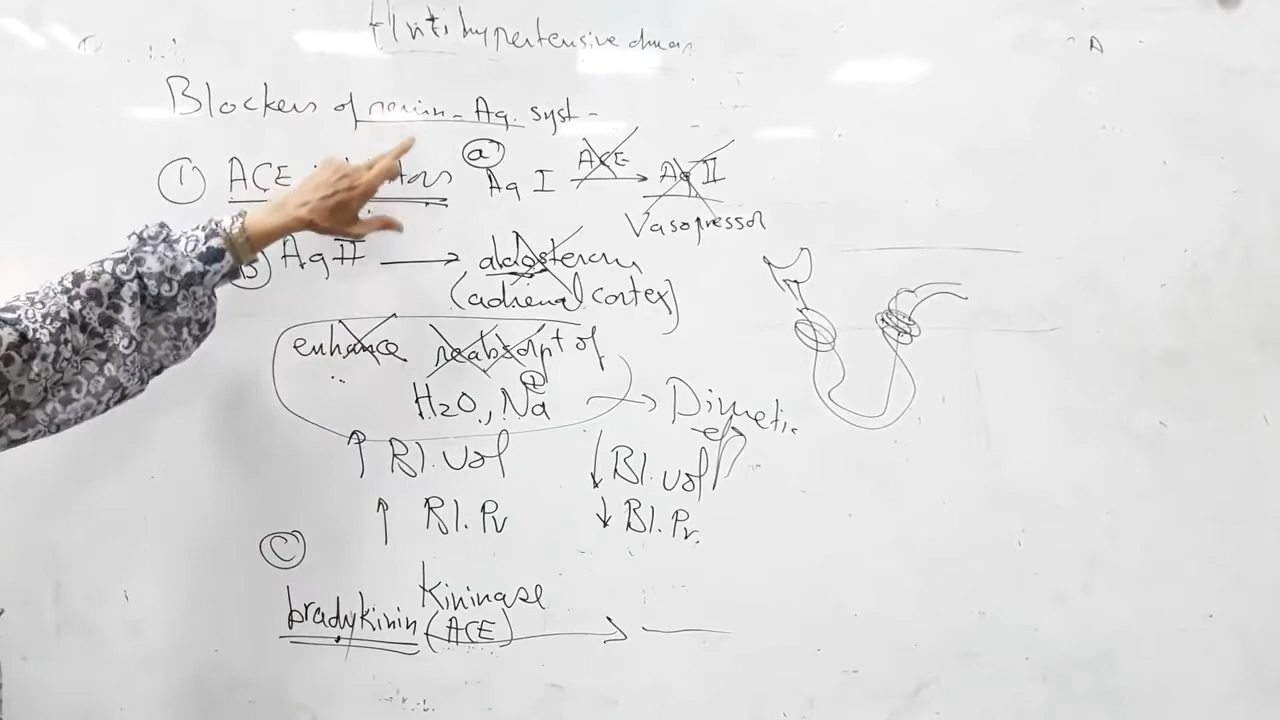 Antihypertensive drugs
Blockers of renin - Ag. syst -
① ACE
ⓐ Ag I ACE → Ag II
Vasopressor
b Ag II → aldosterone
(adrenal cortex)
enhance reabsorpt of
H2O, Na⊕ → Diuretic
↑ Bl. vol ↓ Bl. vol
↑ Bl. Pr ↓ Bl. Pr.
Ⓒ
bradykinin Kininase
(ACE) →
A